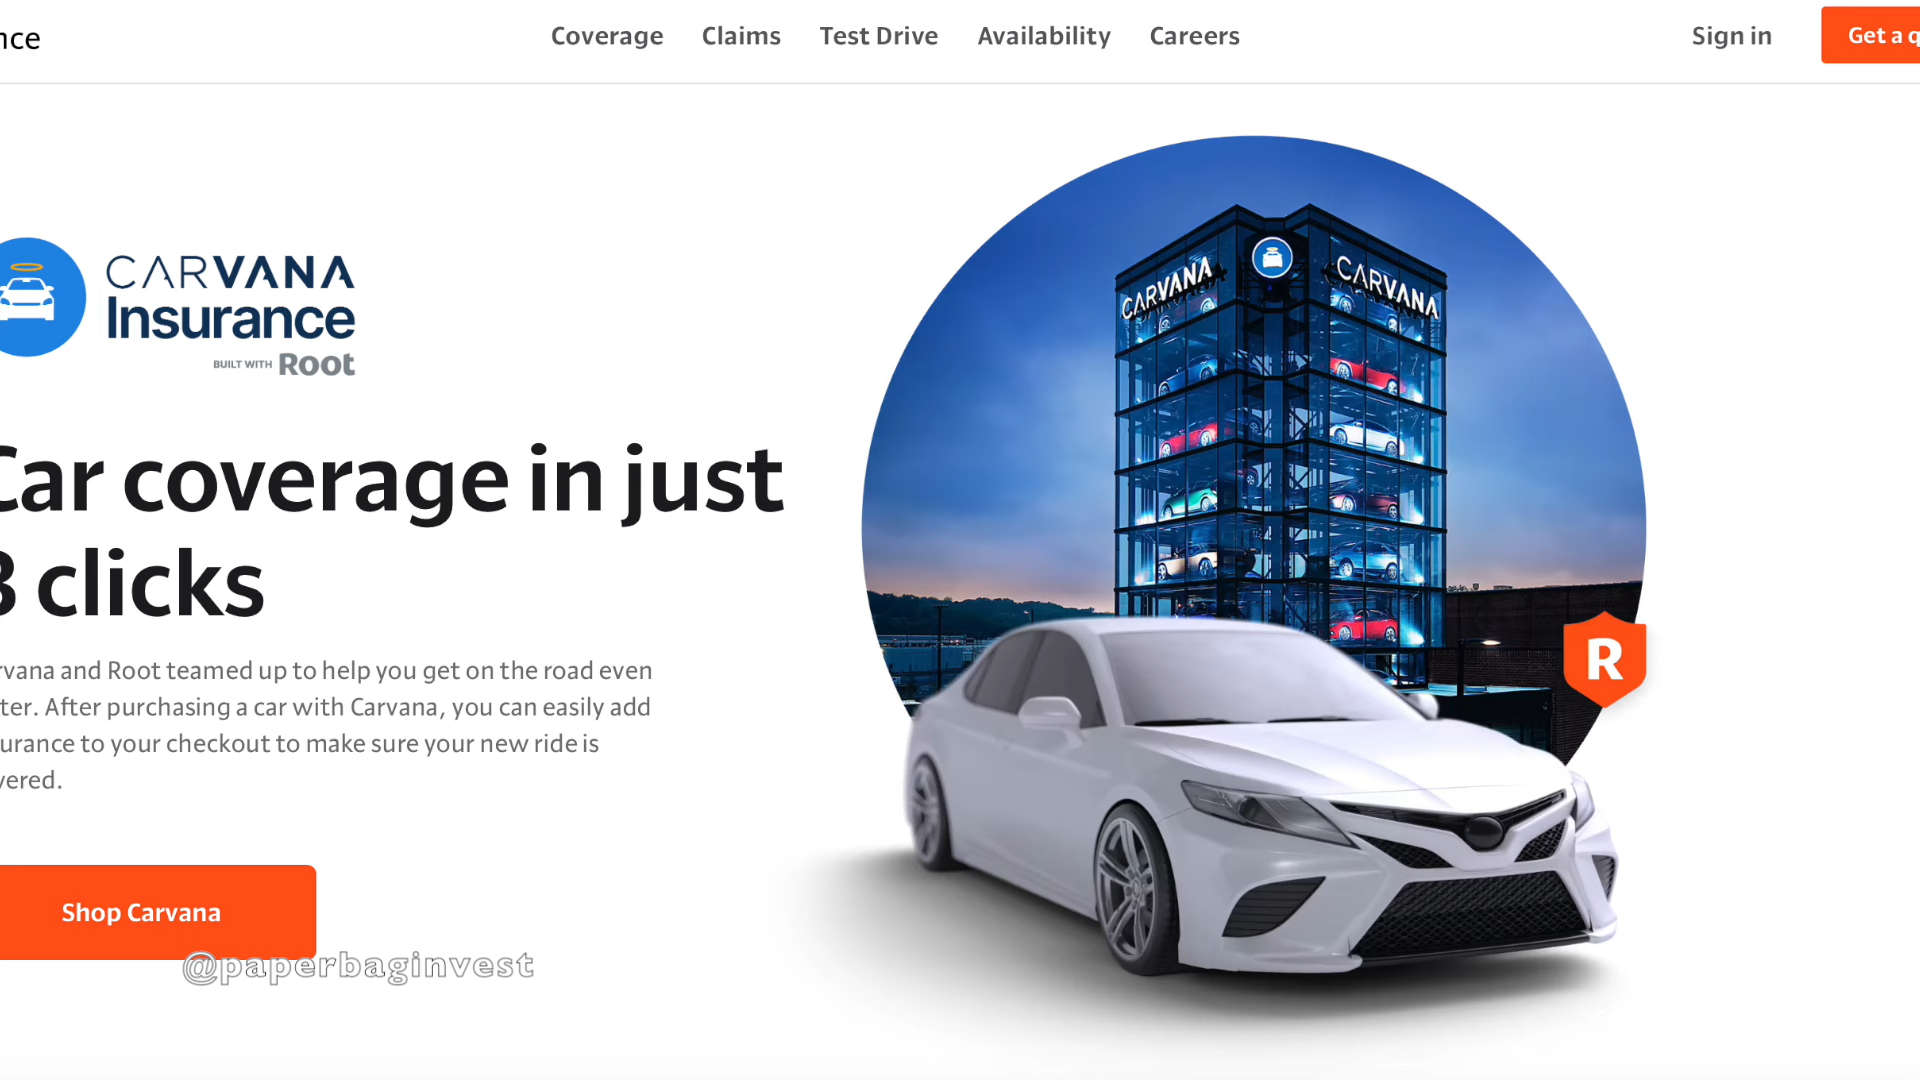 nce
Coverage
Claims
Test Drive
Availability
Careers
Sign in
Get a q
CARVANA
Insurance
BUILT WITH Root
Car coverage in just
3 clicks
rvana and Root teamed up to help you get on the road even
ter. After purchasing a car with Carvana, you can easily add
urance to your checkout to make sure your new ride is
vered.
Shop Carvana
@paperbaginvest
CARVANA
CARVANA
R